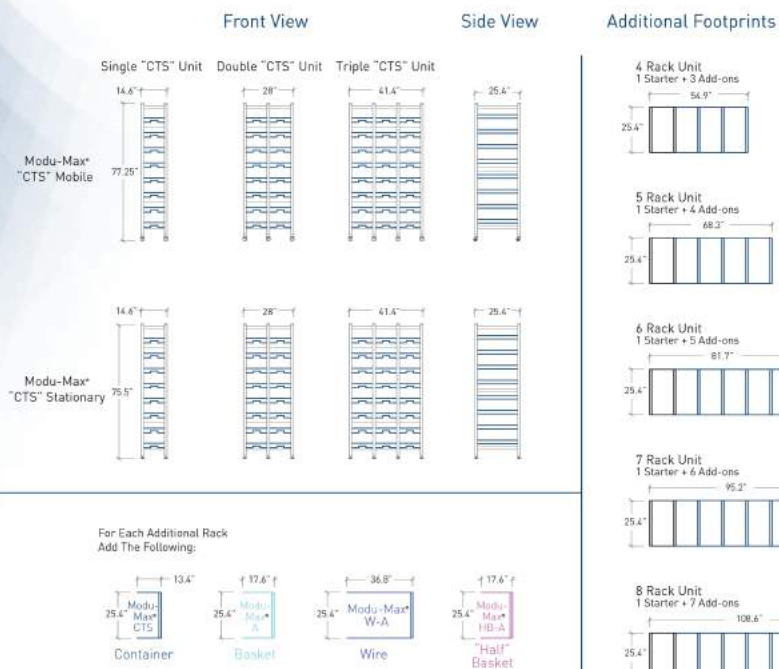 Front View
Side View
Additional Footprints
Single "CTS" Unit
Double "CTS" Unit
Triple "CTS" Unit
14.6"
28"
41.4"
25.4"
Modu-Max®
"CTS" Mobile
77.25"
14.6"
28"
41.4"
25.4"
Modu-Max®
"CTS" Stationary
75.5"
For Each Additional Rack
Add The Following:
13.4"
25.4"
Modu-
Max®
CTS
Container
17.6"
25.4"
Modu-
Max®
A
Basket
36.8"
25.4"
Modu-Max®
W-A
Wire
17.6"
25.4"
Modu-
Max®
HB-A
"Half"
Basket
4 Rack Unit
1 Starter + 3 Add-ons
54.9"
25.4"
5 Rack Unit
1 Starter + 4 Add-ons
68.3"
25.4"
6 Rack Unit
1 Starter + 5 Add-ons
81.7"
25.4"
7 Rack Unit
1 Starter + 6 Add-ons
95.2"
25.4"
8 Rack Unit
1 Starter + 7 Add-ons
108.6"
25.4"